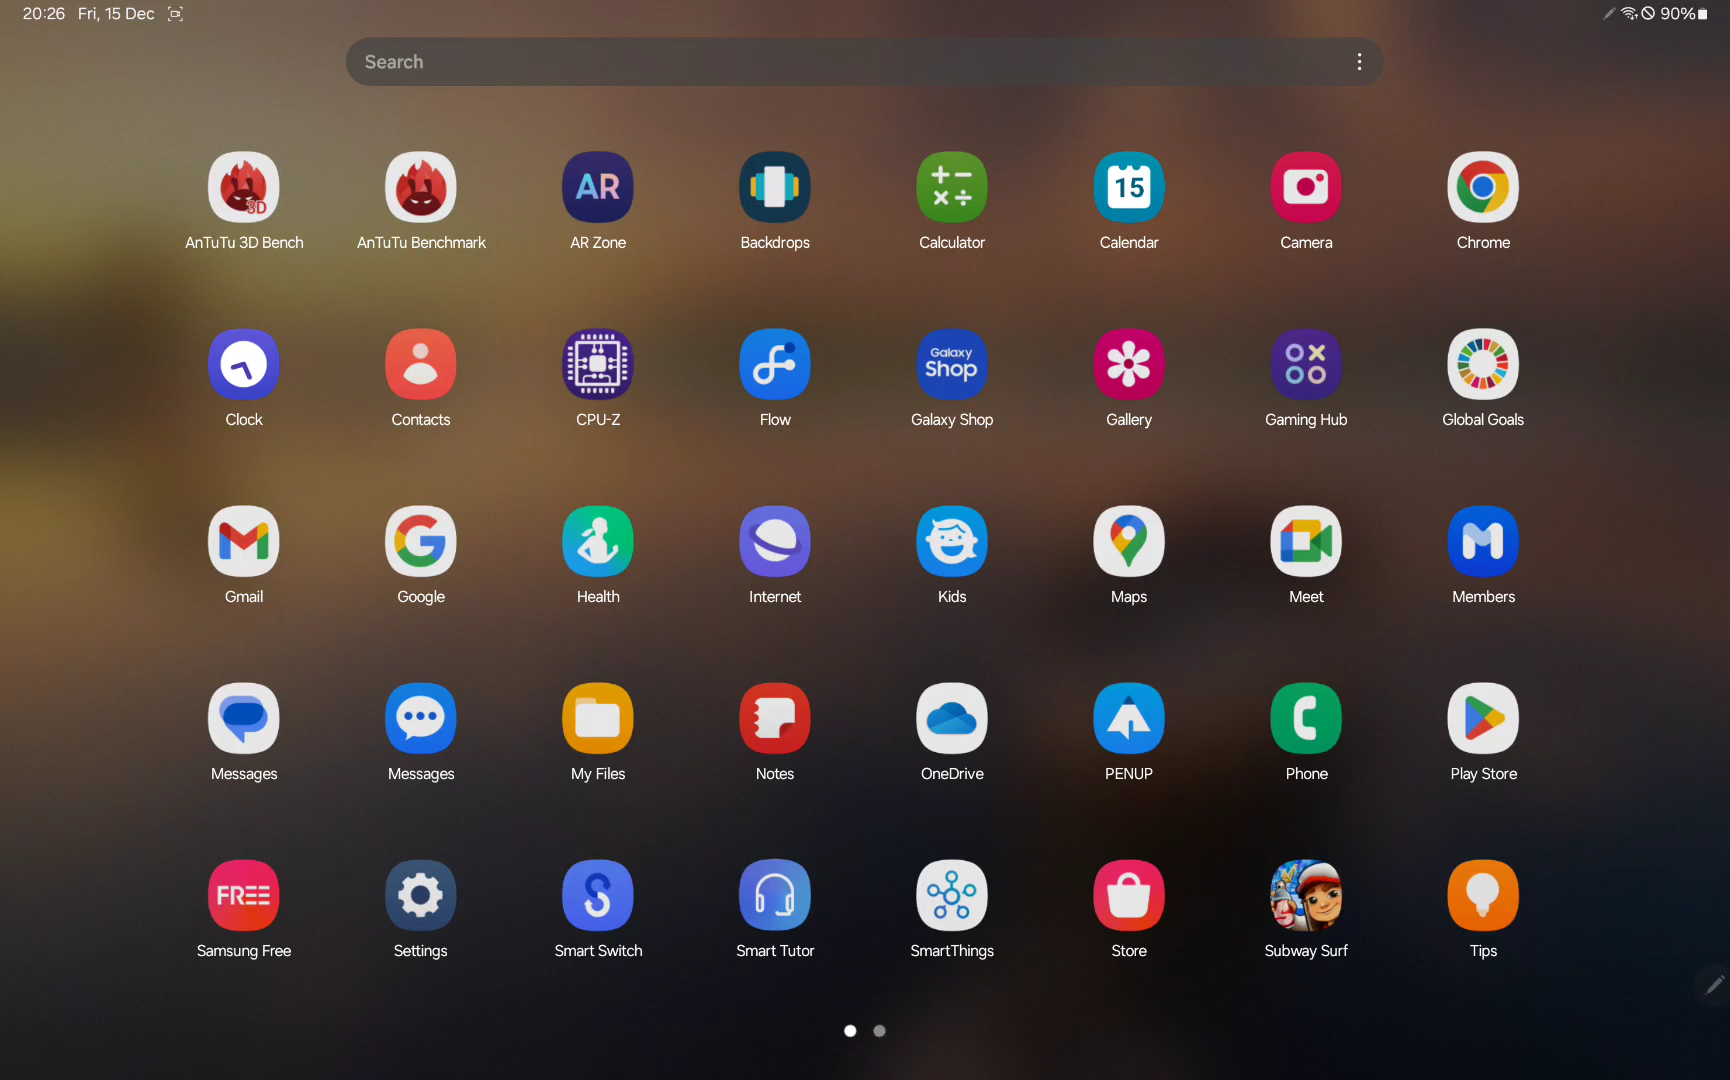 20:26 Fri, 15 Dec 90%
Search
AR 15
3D
AnTuTu 3D Bench AnTuTu Benchmark AR Zone Backdrops Calculator Calendar Camera Chrome
Galaxy
Shop
Clock Contacts CPU-Z Flow Galaxy Shop Gallery Gaming Hub Global Goals
Gmail Google Health Internet Kids Maps Meet Members
Messages Messages My Files Notes OneDrive PENUP Phone Play Store
FREE
Samsung Free Settings Smart Switch Smart Tutor SmartThings Store Subway Surf Tips